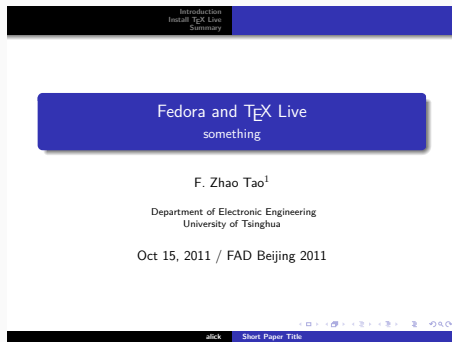 Introduction
Install TEX Live
Summary
Fedora and TEX Live
something
F. Zhao Tao1
Department of Electronic Engineering
University of Tsinghua
Oct 15, 2011 / FAD Beijing 2011
alick Short Paper Title